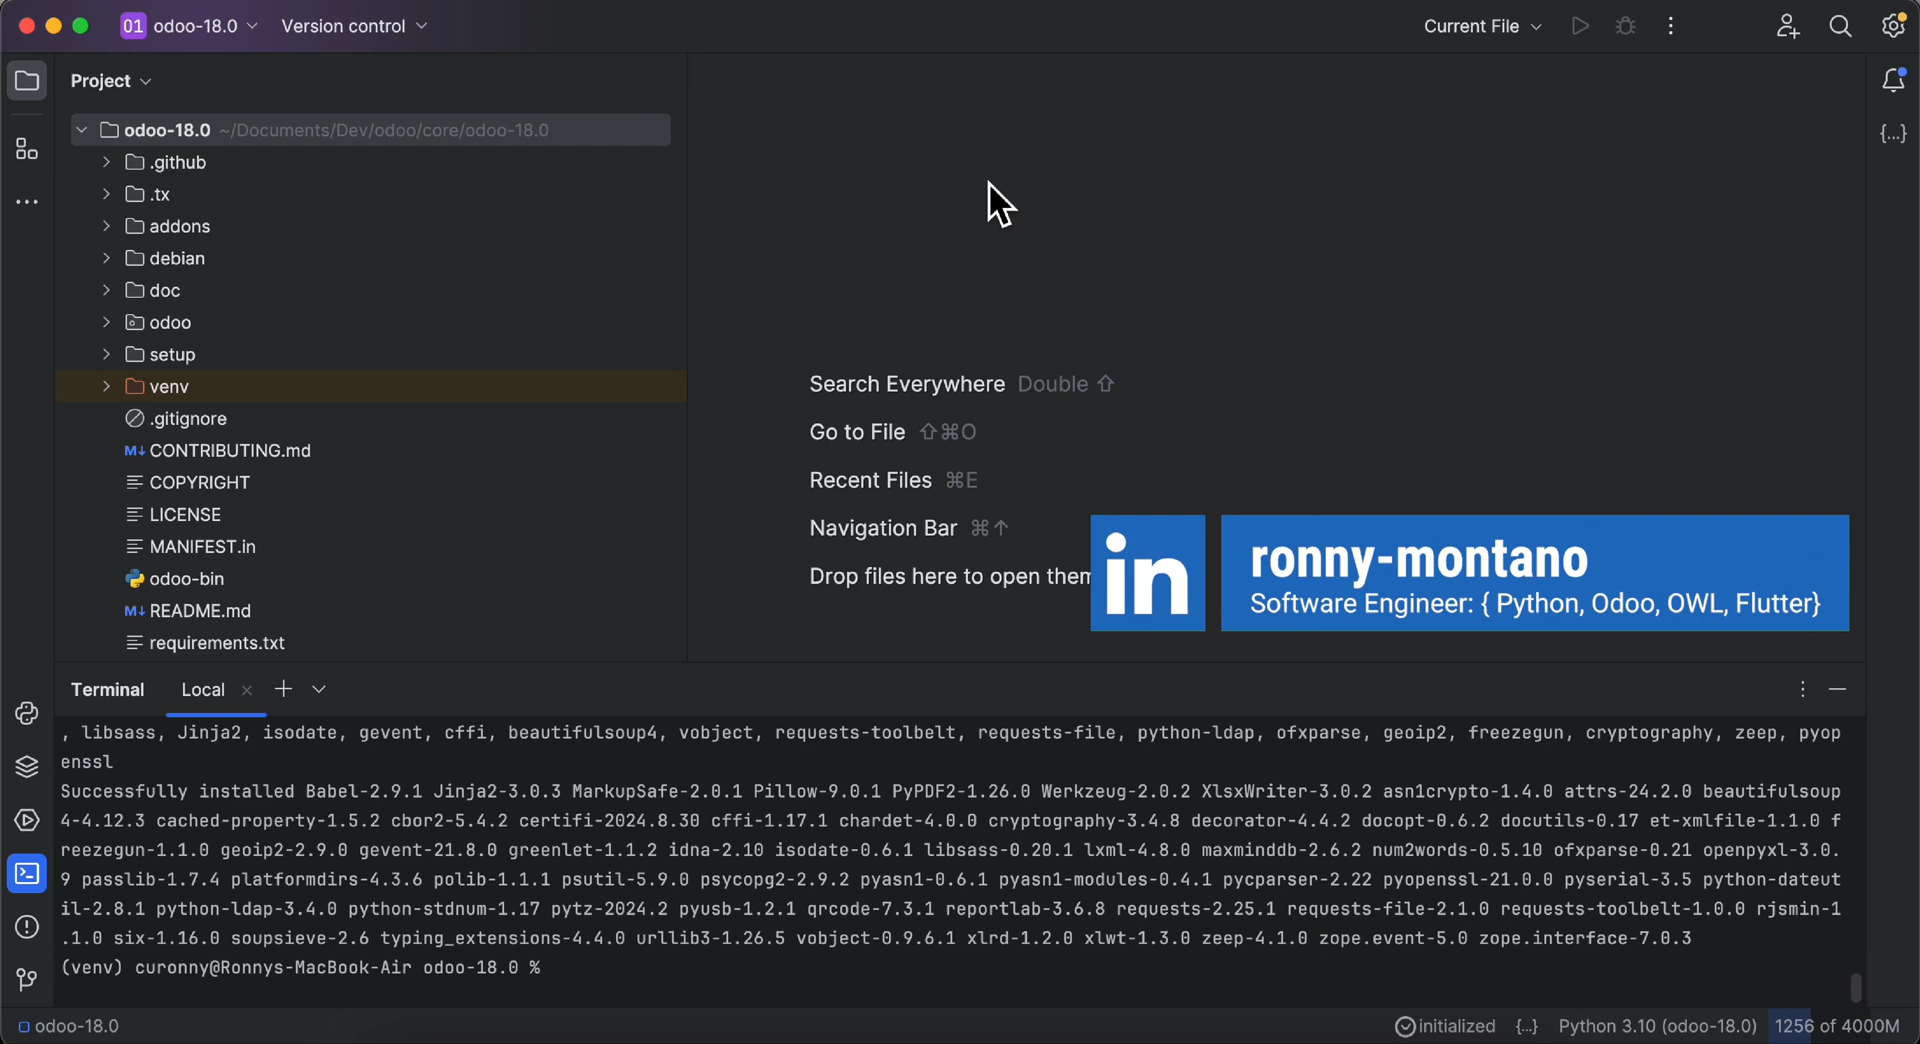 01 odoo-18.0 Version control Current File
Project
odoo-18.0 ~/Documents/Dev/odoo/core/odoo-18.0
.github
.tx
addons
debian
doc
odoo
setup
venv
.gitignore
M↓ CONTRIBUTING.md
COPYRIGHT
LICENSE
MANIFEST.in
odoo-bin
M↓ README.md
requirements.txt
Search Everywhere Double ⇧
Go to File ⇧⌘O
Recent Files ⌘E
Navigation Bar ⌘↑
Drop files here to open them
in
ronny-montano
Software Engineer: { Python, Odoo, OWL, Flutter}
Terminal Local
, libsass, Jinja2, isodate, gevent, cffi, beautifulsoup4, vobject, requests-toolbelt, requests-file, python-ldap, ofxparse, geoip2, freezegun, cryptography, zeep, pyop
enssl
Successfully installed Babel-2.9.1 Jinja2-3.0.3 MarkupSafe-2.0.1 Pillow-9.0.1 PyPDF2-1.26.0 Werkzeug-2.0.2 XlsxWriter-3.0.2 asn1crypto-1.4.0 attrs-24.2.0 beautifulsoup
4-4.12.3 cached-property-1.5.2 cbor2-5.4.2 certifi-2024.8.30 cffi-1.17.1 chardet-4.0.0 cryptography-3.4.8 decorator-4.4.2 docopt-0.6.2 docutils-0.17 et-xmlfile-1.1.0 f
reezegun-1.1.0 geoip2-2.9.0 gevent-21.8.0 greenlet-1.1.2 idna-2.10 isodate-0.6.1 libsass-0.20.1 lxml-4.8.0 maxminddb-2.6.2 num2words-0.5.10 ofxparse-0.21 openpyxl-3.0.
9 passlib-1.7.4 platformdirs-4.3.6 polib-1.1.1 psutil-5.9.0 psycopg2-2.9.2 pyasn1-0.6.1 pyasn1-modules-0.4.1 pycparser-2.22 pyopenssl-21.0.0 pyserial-3.5 python-dateut
il-2.8.1 python-ldap-3.4.0 python-stdnum-1.17 pytz-2024.2 pyusb-1.2.1 qrcode-7.3.1 reportlab-3.6.8 requests-2.25.1 requests-file-2.1.0 requests-toolbelt-1.0.0 rjsmin-1
.1.0 six-1.16.0 soupsieve-2.6 typing_extensions-4.4.0 urllib3-1.26.5 vobject-0.9.6.1 xlrd-1.2.0 xlwt-1.3.0 zeep-4.1.0 zope.event-5.0 zope.interface-7.0.3
(venv) curonny@Ronnys-MacBook-Air odoo-18.0 %
odoo-18.0 initialized {...} Python 3.10 (odoo-18.0) 1256 of 4000M